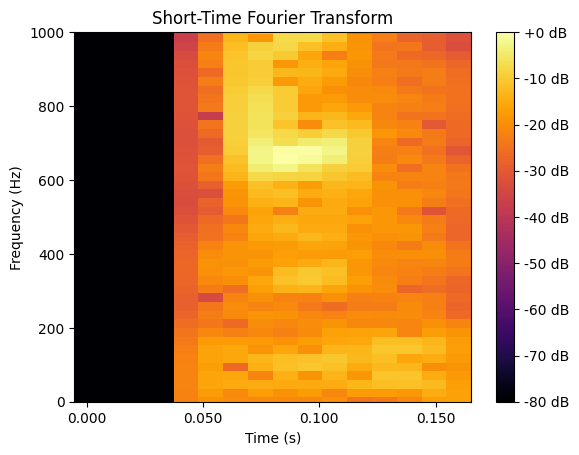 Short-Time Fourier Transform
1000
800
600
400
200
0
Frequency (Hz)
0.000
0.050
0.100
0.150
Time (s)
+0 dB
-10 dB
-20 dB
-30 dB
-40 dB
-50 dB
-60 dB
-70 dB
-80 dB